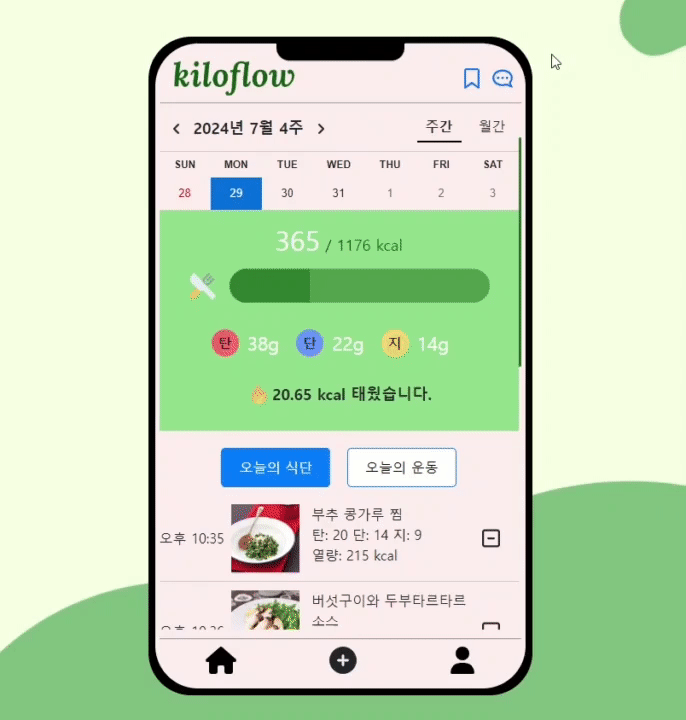 kiloflow
2024년 7월 4주
주간 월간
SUN MON TUE WED THU FRI SAT
28 29 30 31 1 2 3
365 / 1176 kcal
탄 38g 단 22g 지 14g
20.65 kcal 태웠습니다.
오늘의 식단 오늘의 운동
부추 콩가루 찜
오후 10:35 탄: 20 단: 14 지: 9
열량: 215 kcal
버섯구이와 두부타르타르
소스